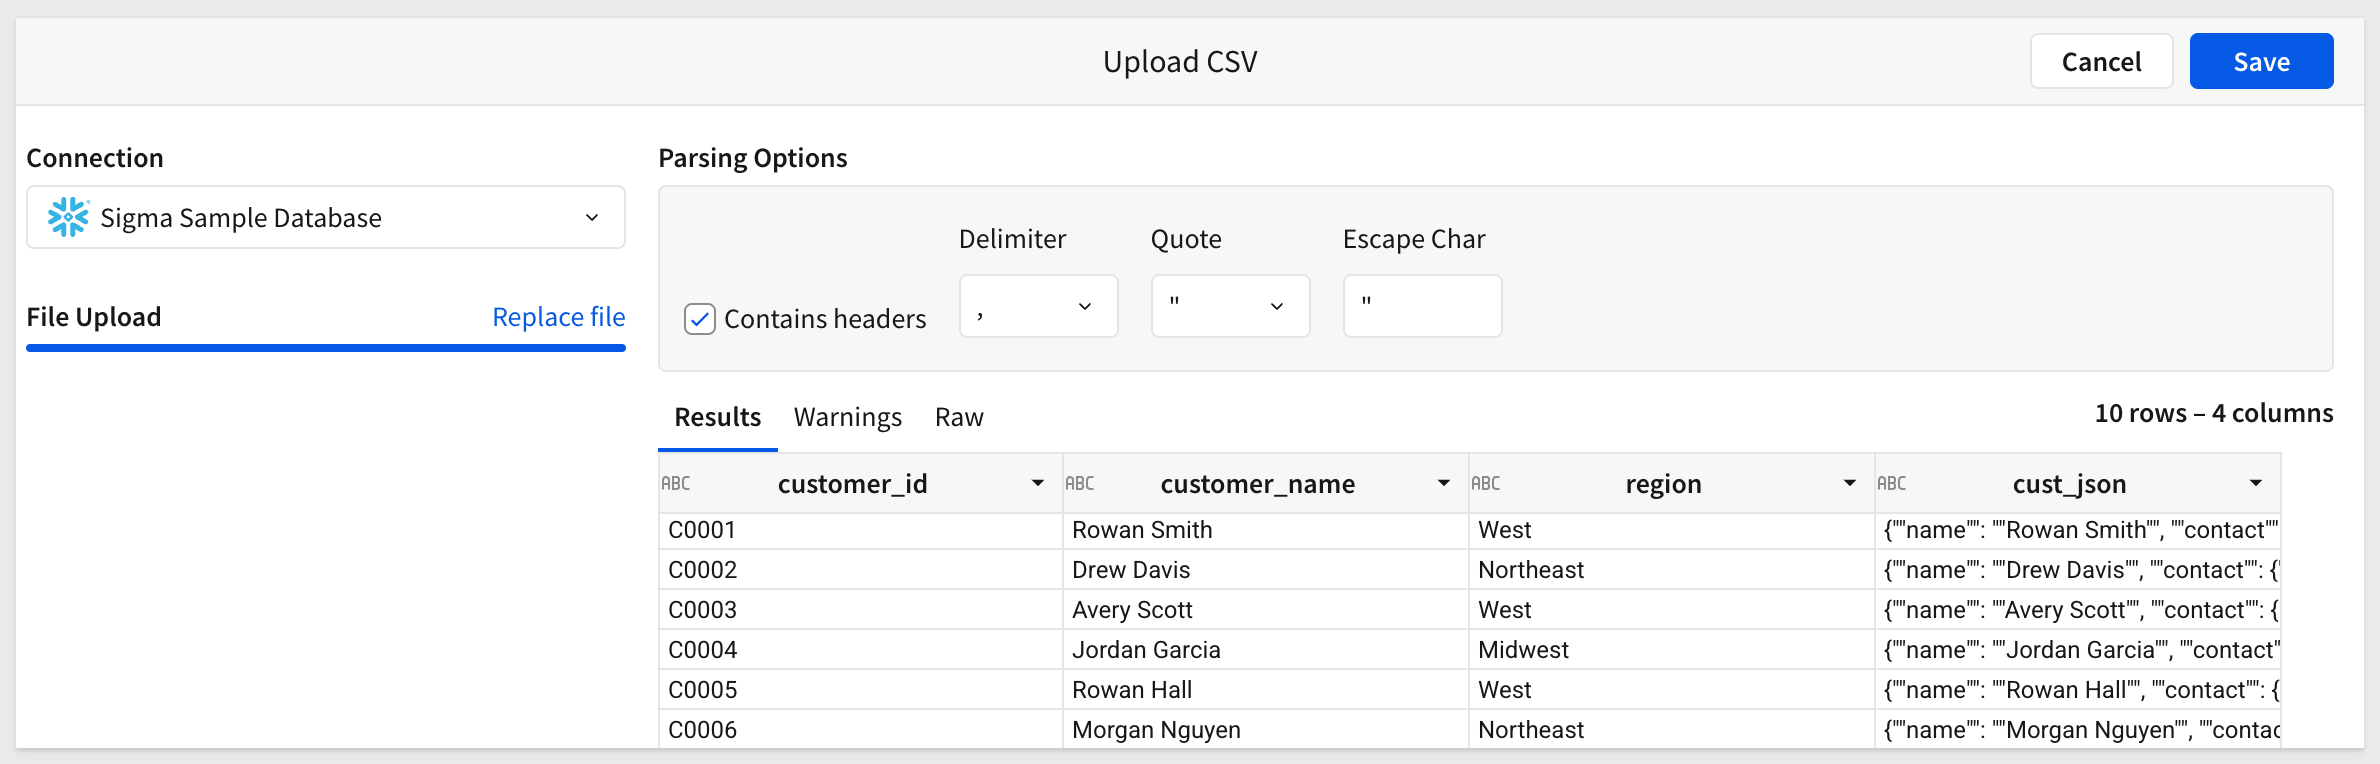 Upload CSV
Cancel
Save
Connection
Sigma Sample Database
File Upload
Replace file
Parsing Options
Contains headers
Delimiter
,
Quote
"
Escape Char
"
Results
Warnings
Raw
10 rows – 4 columns
ABC customer_id ABC customer_name ABC region ABC cust_json
C0001 Rowan Smith West {""name"": ""Rowan Smith"", ""contact""
C0002 Drew Davis Northeast {""name"": ""Drew Davis"", ""contact"": {"
C0003 Avery Scott West {""name"": ""Avery Scott"", ""contact"": {
C0004 Jordan Garcia Midwest {""name"": ""Jordan Garcia"", ""contact"
C0005 Rowan Hall West {""name"": ""Rowan Hall"", ""contact"": {
C0006 Morgan Nguyen Northeast {""name"": ""Morgan Nguyen"", ""contac